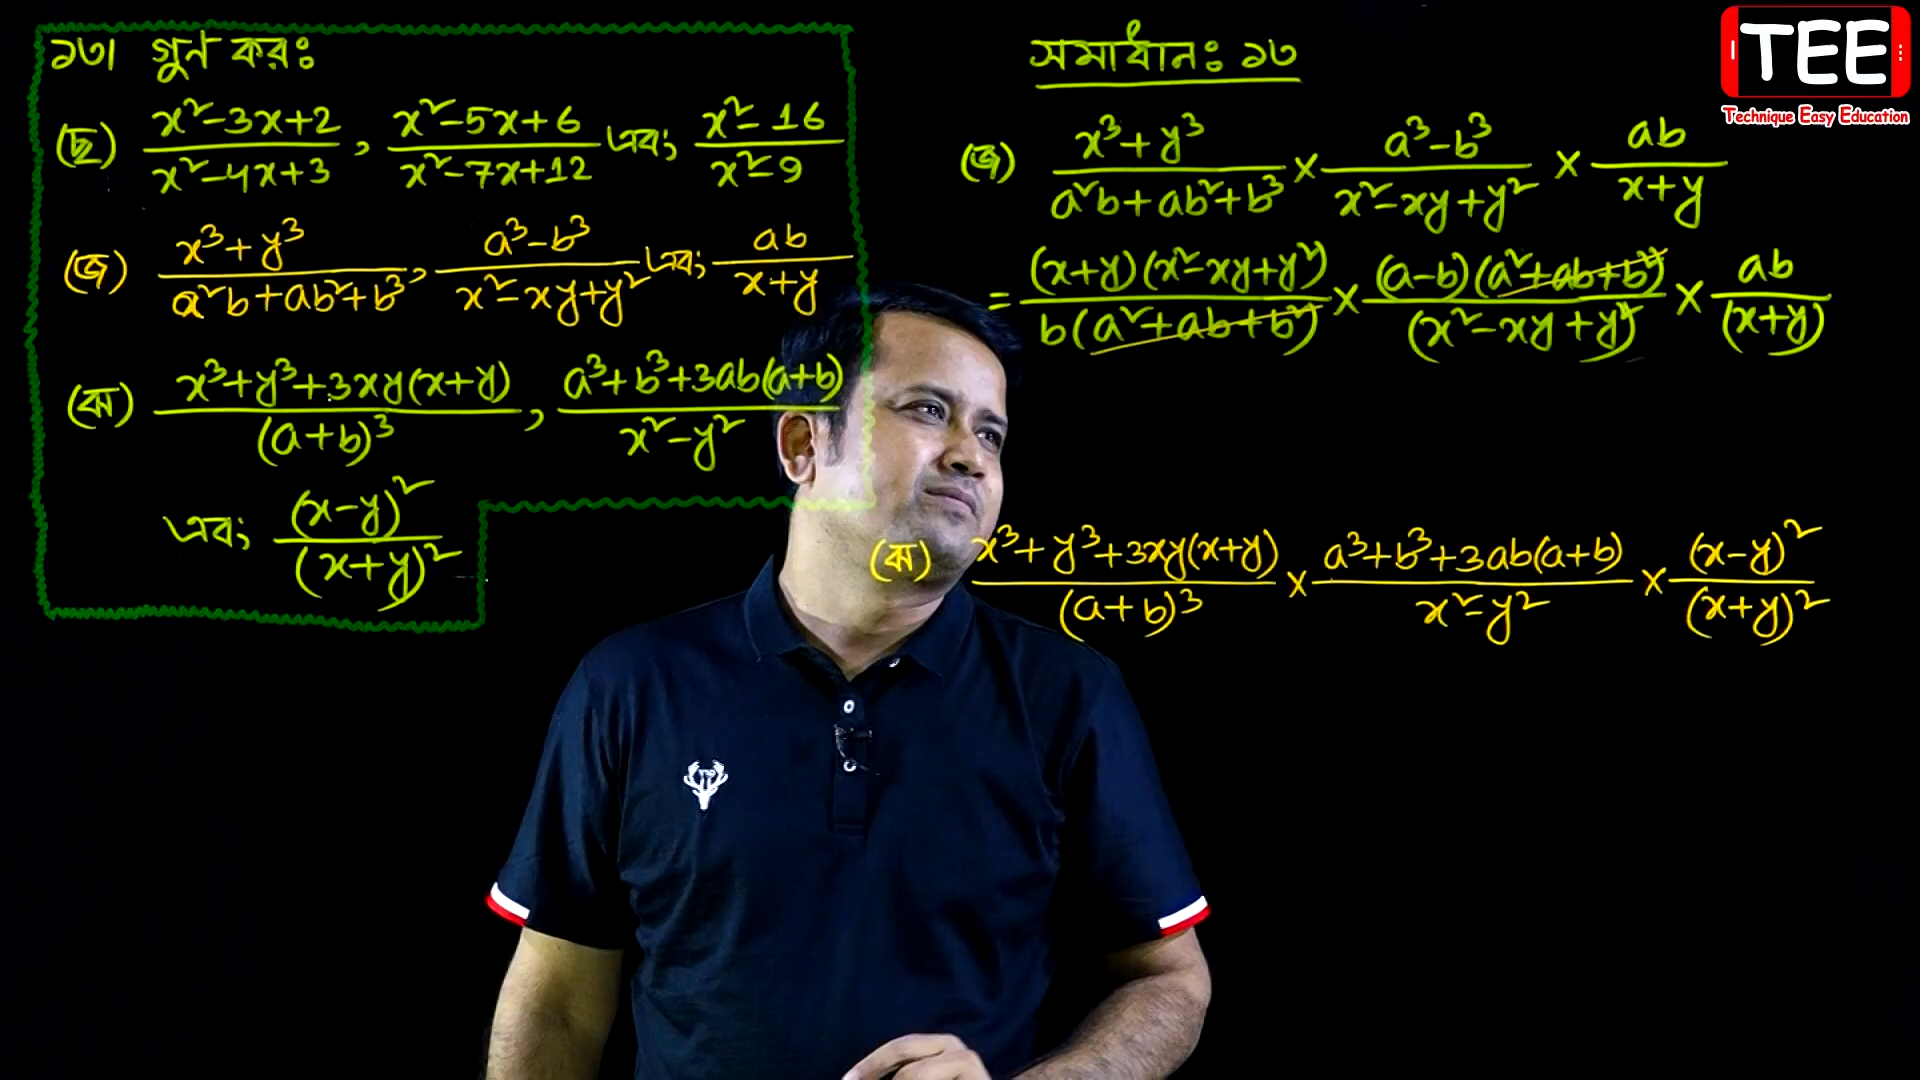 ১৩। গুণ করঃ
(ছ) (x²-3x+2)/(x²-4x+3), (x²-5x+6)/(x²-7x+12) এবং (x²-16)/(x²-9)
(জ) (x³+y³)/(a²b+ab²+b³), (a³-b³)/(x²-xy+y²) এবং ab/(x+y)
(ঝ) (x³+y³+3xy(x+y))/(a+b)³, (a³+b³+3ab(a+b))/(x²-y²)
এবং (x-y)²/(x+y)²
সমাধানঃ ১৩
(জ) (x³+y³)/(a²b+ab²+b³) × (a³-b³)/(x²-xy+y²) × ab/(x+y)
= (x+y)(x²-xy+y²)/b(a²+ab+b²) × (a-b)(a²+ab+b²)/(x²-xy+y²) × ab/(x+y)
(ঝ) (x³+y³+3xy(x+y))/(a+b)³ × (a³+b³+3ab(a+b))/(x²-y²) × (x-y)²/(x+y)²
TEE
Technique Easy Education